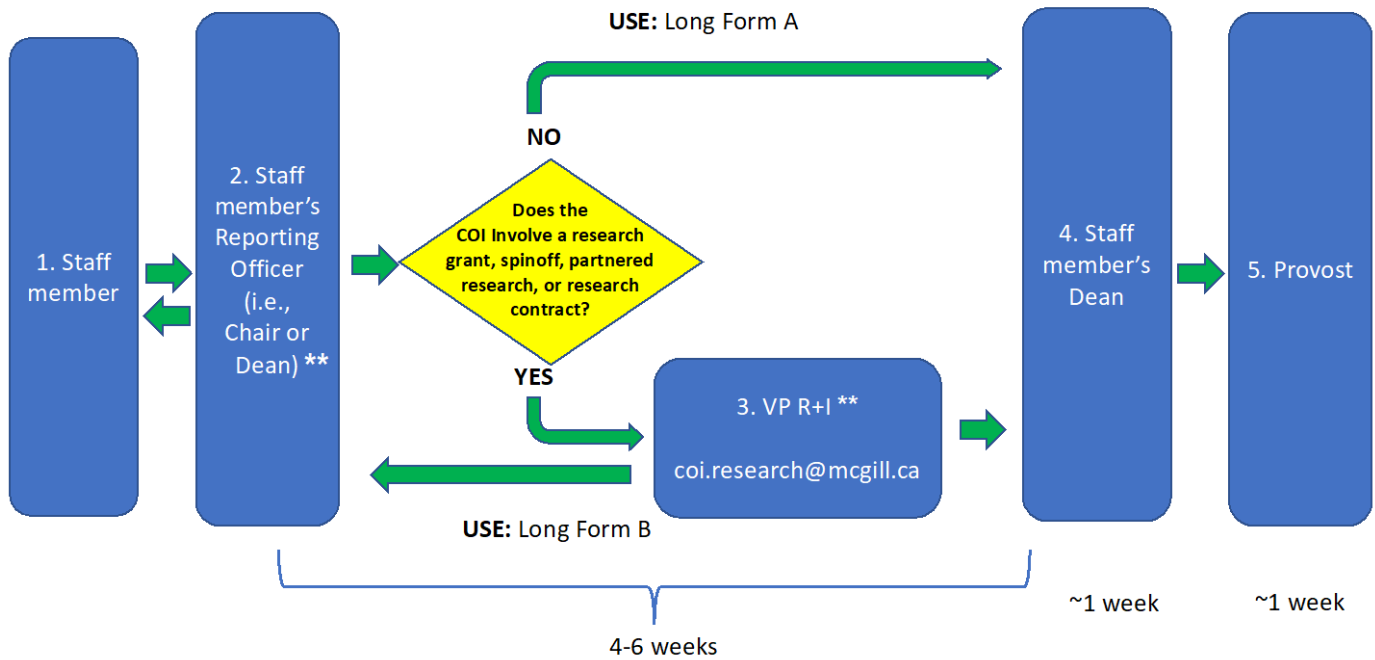 USE: Long Form A
1. Staff
member
2. Staff
member's
Reporting
Officer
(i.e.,
Chair or
Dean) **
NO
Does the
COI Involve a research
grant, spinoff, partnered
research, or research
contract?
YES
3. VP R+I **
coi.research@mcgill.ca
USE: Long Form B
4. Staff
member's
Dean
5. Provost
4-6 weeks
~1 week
~1 week